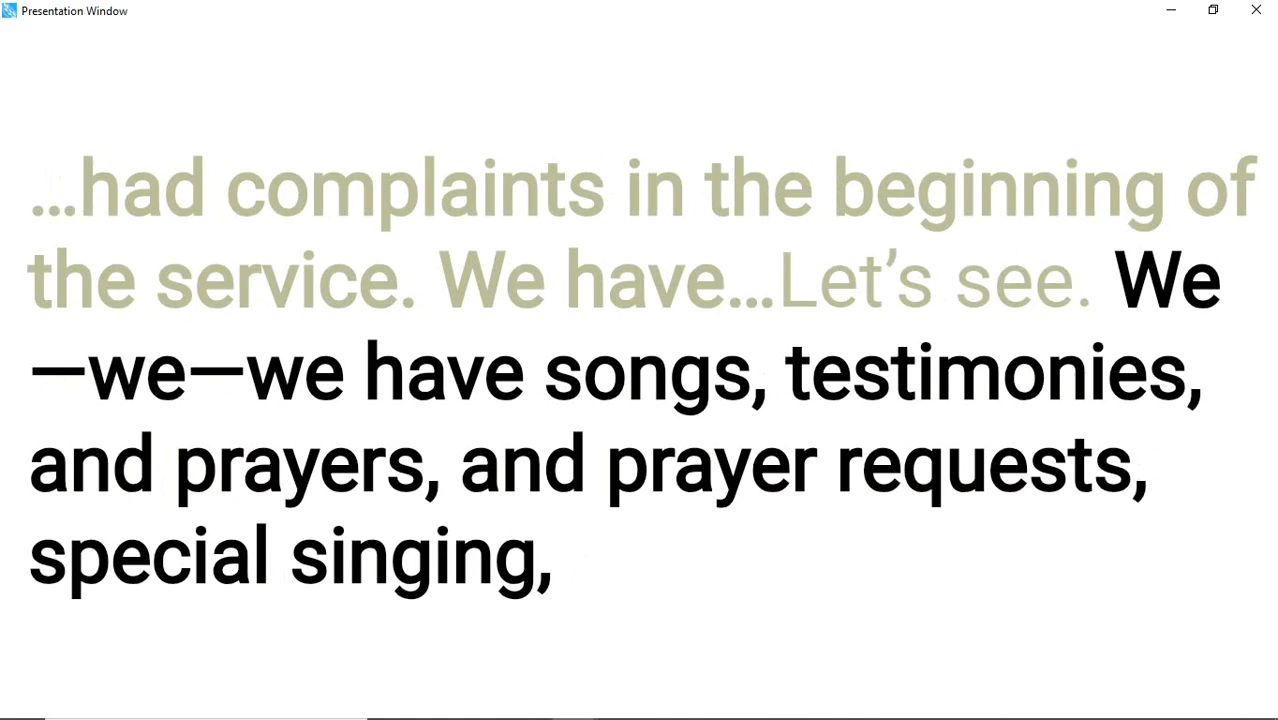 Presentation Window
…had complaints in the beginning of
the service. We have…Let’s see. We
—we—we have songs, testimonies,
and prayers, and prayer requests,
special singing,